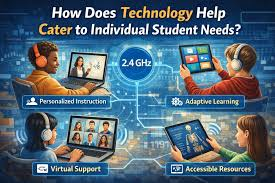 How Does Technology Help
Cater to Individual Student Needs?
2.4 GHz
Personalized Instruction
Adaptive Learning
Virtual Support
Accessible Resources